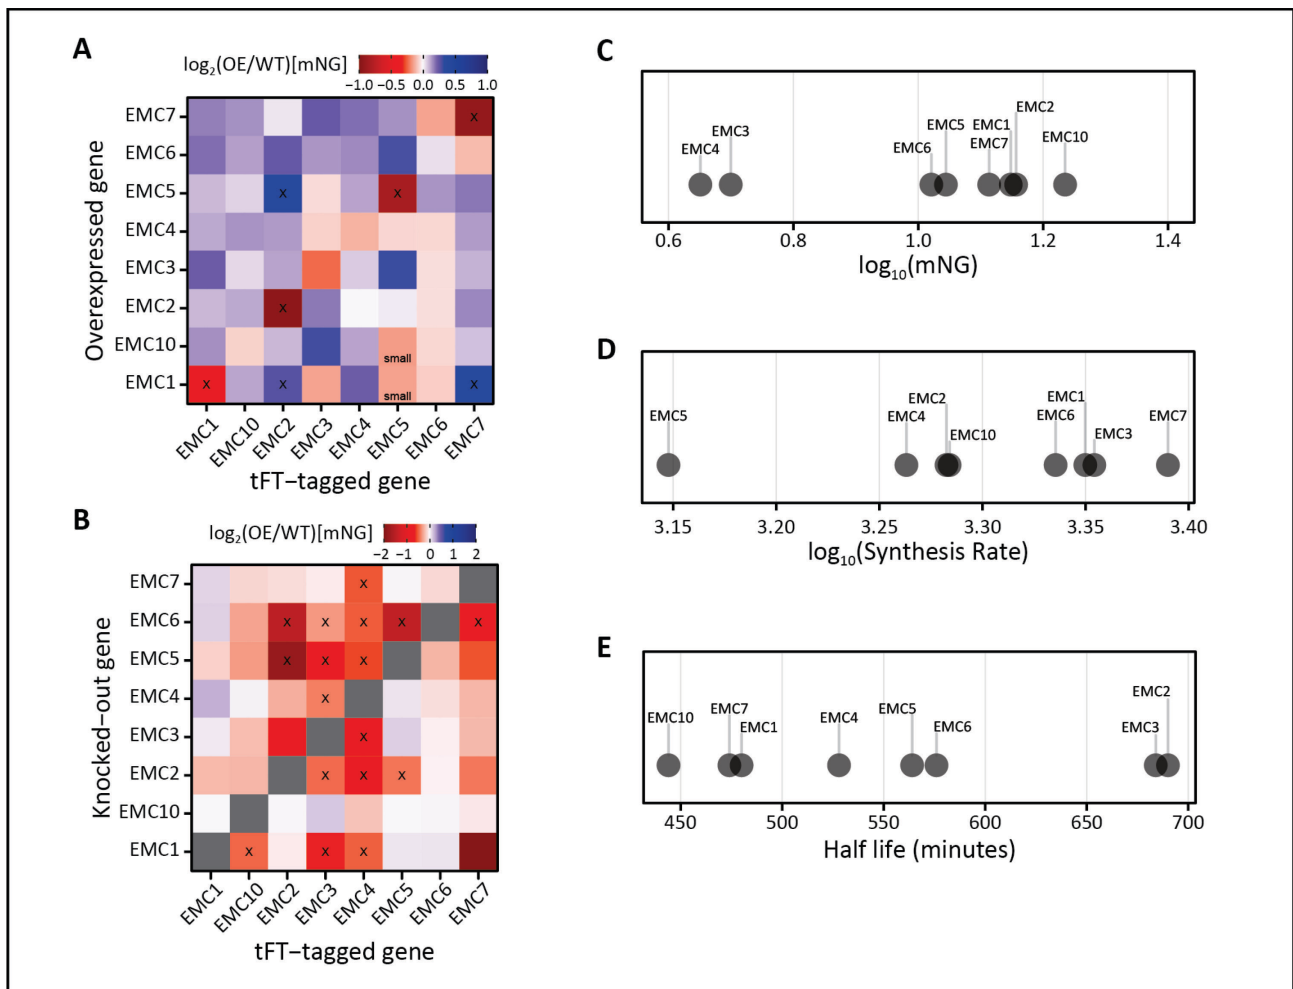 A
log₂(OE/WT)[mNG]
−1.0 −0.5 0.0 0.5 1.0
Overexpressed gene
EMC7 x
EMC6
EMC5 x x
EMC4
EMC3
EMC2 x
EMC10 small
EMC1 x x small x
EMC1 EMC10 EMC2 EMC3 EMC4 EMC5 EMC6 EMC7
tFT−tagged gene
B
log₂(OE/WT)[mNG]
−2 −1 0 1 2
Knocked−out gene
EMC7 x
EMC6 x x x x x
EMC5 x x x
EMC4 x
EMC3 x
EMC2 x x x
EMC10
EMC1 x x x
EMC1 EMC10 EMC2 EMC3 EMC4 EMC5 EMC6 EMC7
tFT−tagged gene
C
EMC2
EMC3 EMC5 EMC1
EMC4 EMC6 EMC7 EMC10
0.6 0.8 1.0 1.2 1.4
log₁₀(mNG)
D
EMC2 EMC1
EMC5 EMC4 EMC6 EMC7
EMC10 EMC3
3.15 3.20 3.25 3.30 3.35 3.40
log₁₀(Synthesis Rate)
E
EMC2
EMC10 EMC7 EMC5
EMC1 EMC4 EMC6 EMC3
450 500 550 600 650 700
Half life (minutes)